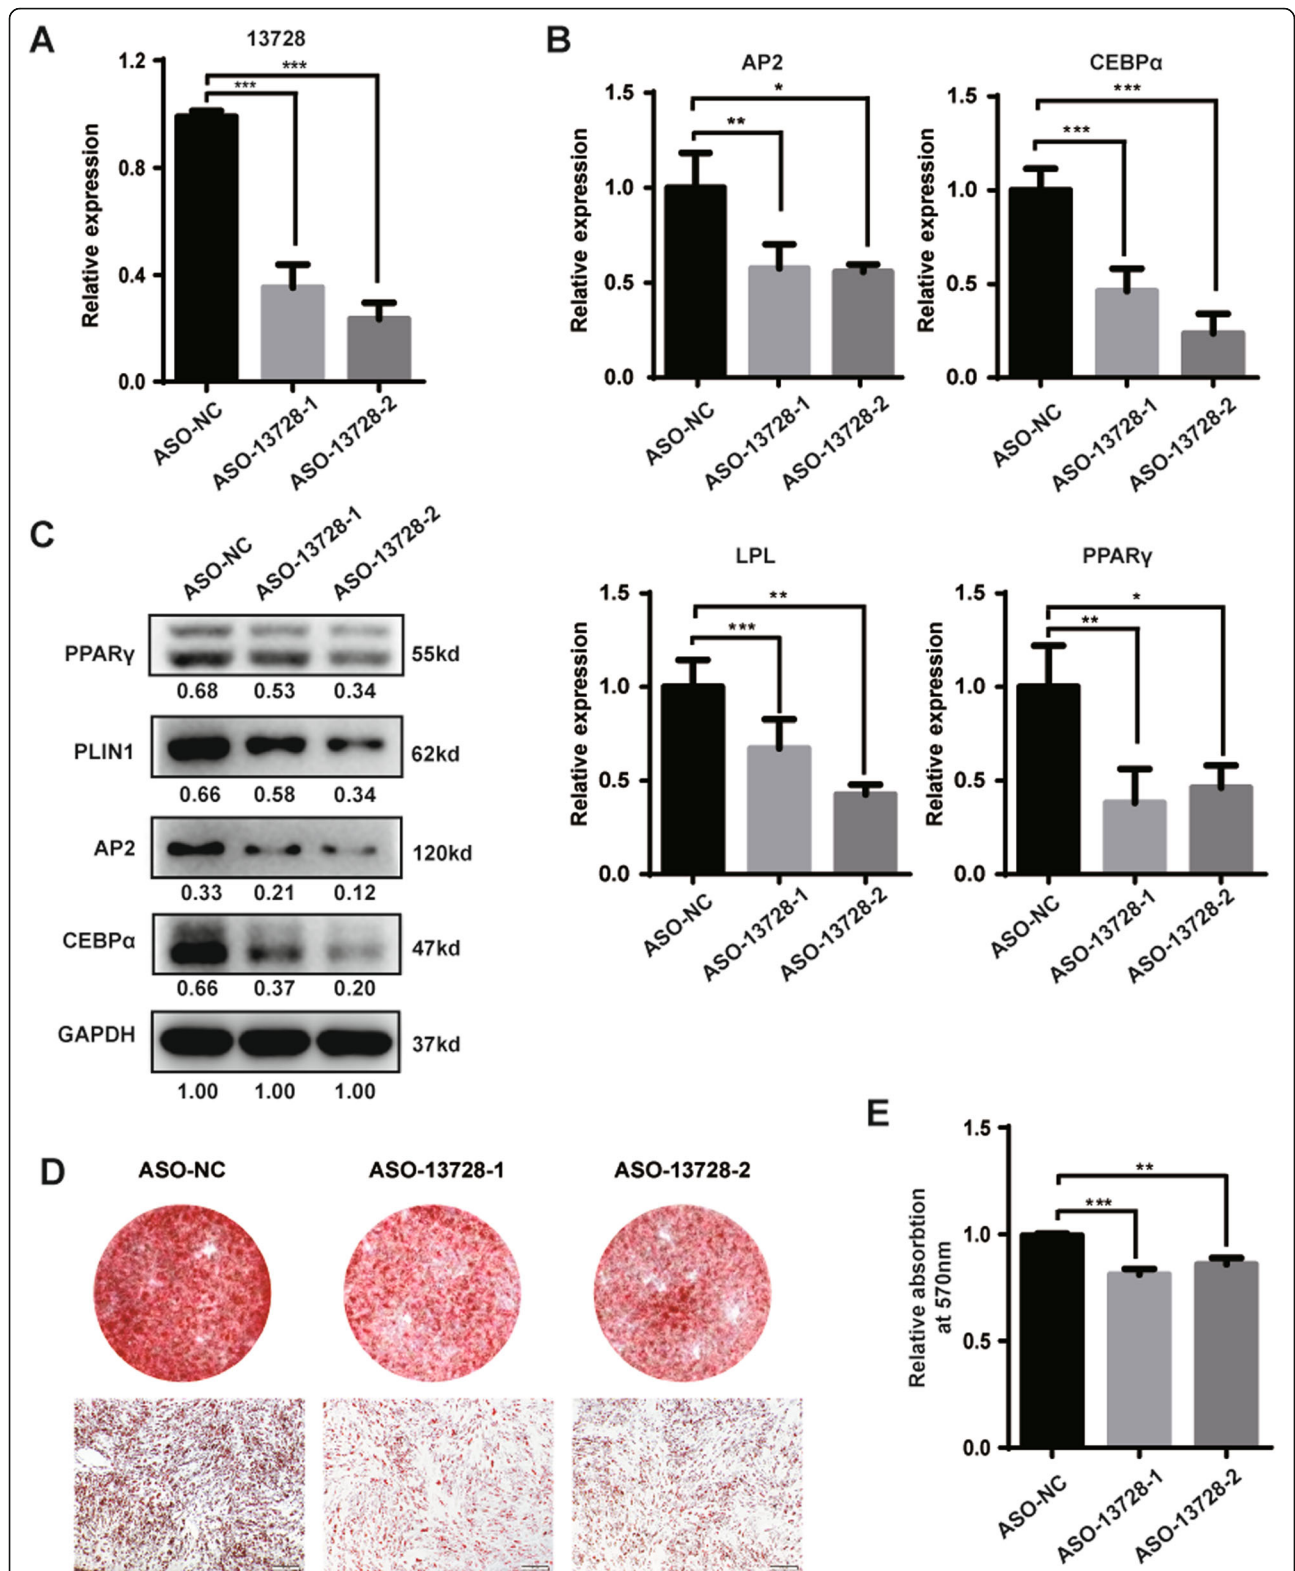 A
13728
1.2
0.8
0.4
0.0
Relative expression
***
***
ASO-NC
ASO-13728-1
ASO-13728-2
B
AP2
1.5
1.0
0.5
0.0
Relative expression
*
**
ASO-NC
ASO-13728-1
ASO-13728-2
CEBPα
1.5
1.0
0.5
0.0
Relative expression
***
***
ASO-NC
ASO-13728-1
ASO-13728-2
LPL
1.5
1.0
0.5
0.0
Relative expression
**
***
ASO-NC
ASO-13728-1
ASO-13728-2
PPARγ
1.5
1.0
0.5
0.0
Relative expression
*
**
ASO-NC
ASO-13728-1
ASO-13728-2
C
ASO-NC ASO-13728-1 ASO-13728-2
PPARγ 55kd
0.68 0.53 0.34
PLIN1 62kd
0.66 0.58 0.34
AP2 120kd
0.33 0.21 0.12
CEBPα 47kd
0.66 0.37 0.20
GAPDH 37kd
1.00 1.00 1.00
D
ASO-NC ASO-13728-1 ASO-13728-2
E
1.5
1.0
0.5
0.0
Relative absorbtion
at 570nm
**
***
ASO-NC
ASO-13728-1
ASO-13728-2